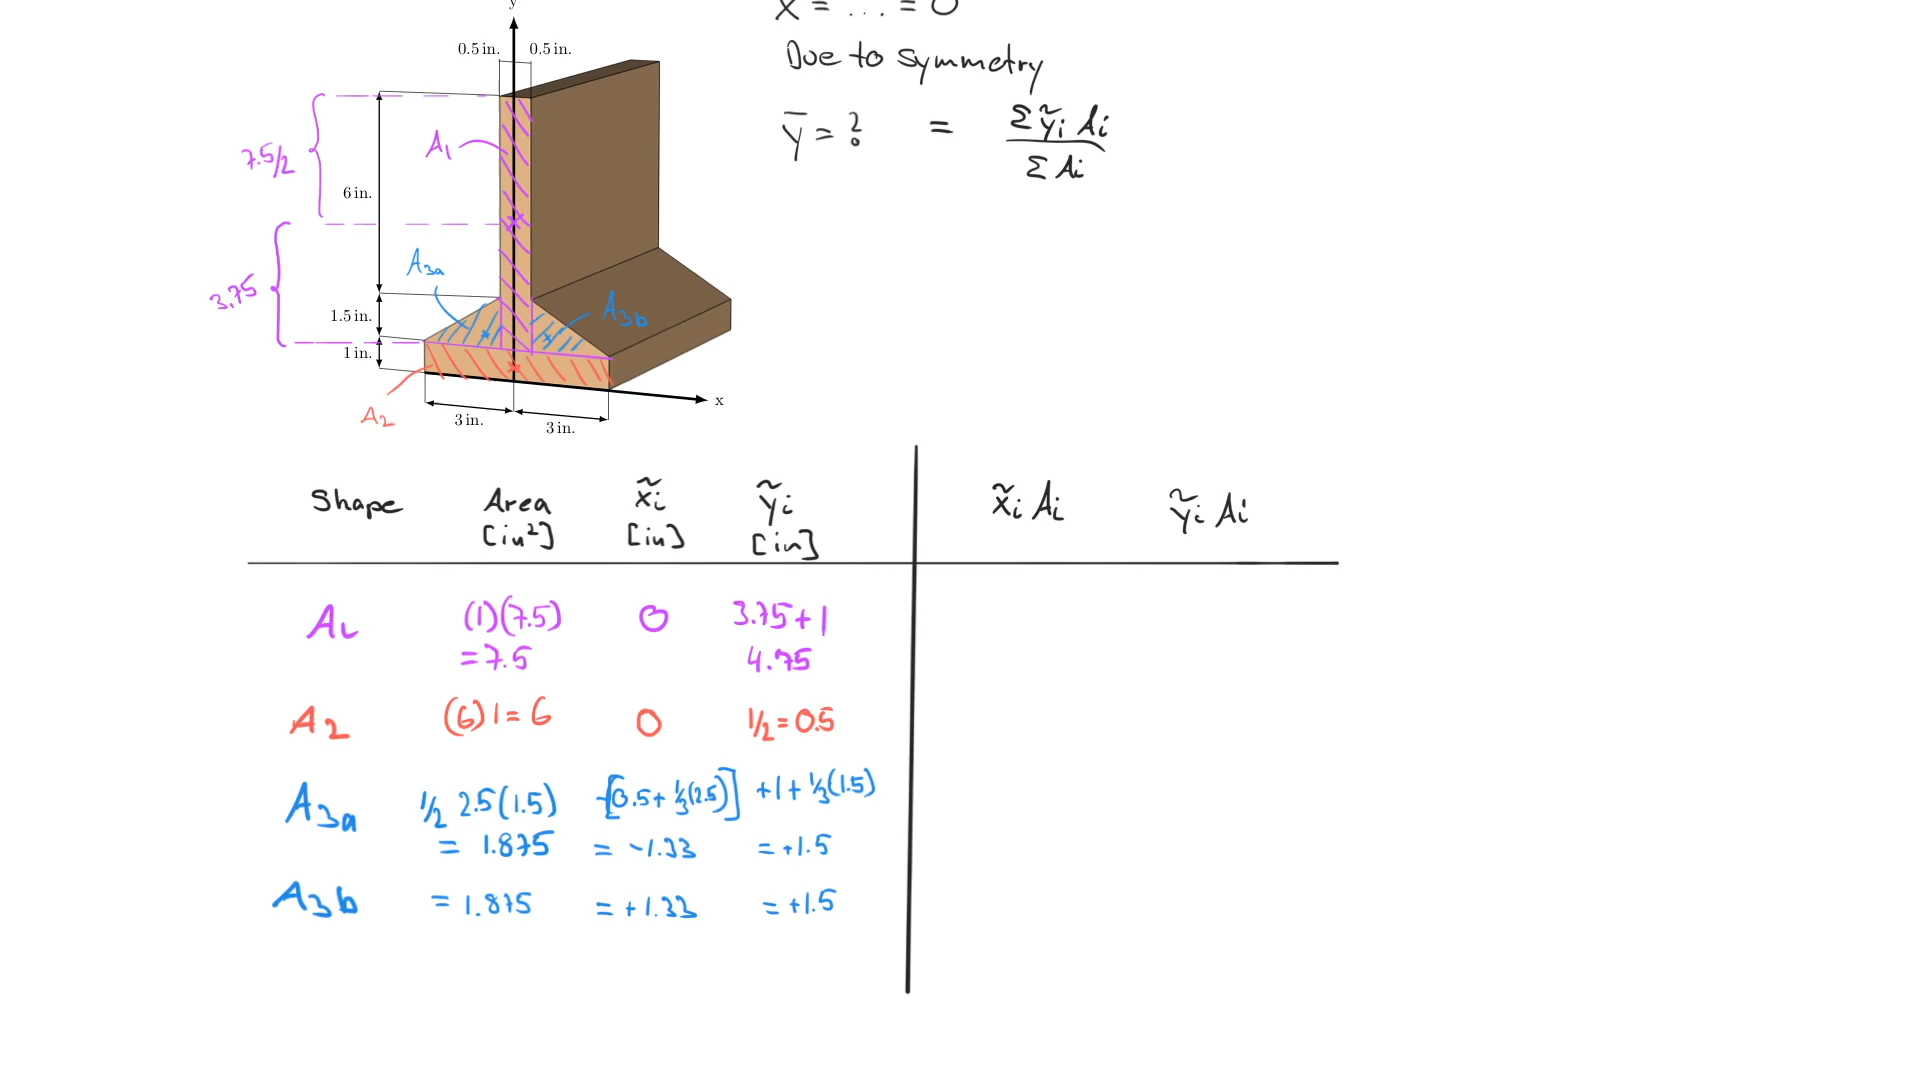 y
x = ... = 0
0.5 in. 0.5 in.
Due to symmetry
ȳ = ? = Σ ỹi Ai / Σ Ai
A1
7.5/2
6 in.
A3a
3.75
A3b
1.5 in.
1 in.
x
A2
3 in.
3 in.
Shape Area x̃i ỹi x̃i Ai ỹi Ai
[in²] [in] [in]
A1 (1)(7.5) 0 3.75+1
=7.5 4.75
A2 (6)1=6 0 1/2=0.5
A3a 1/2 2.5(1.5) -[0.5+1/3(2.5)] +1+1/3(1.5)
= 1.875 = -1.33 = +1.5
A3b = 1.875 = +1.33 = +1.5